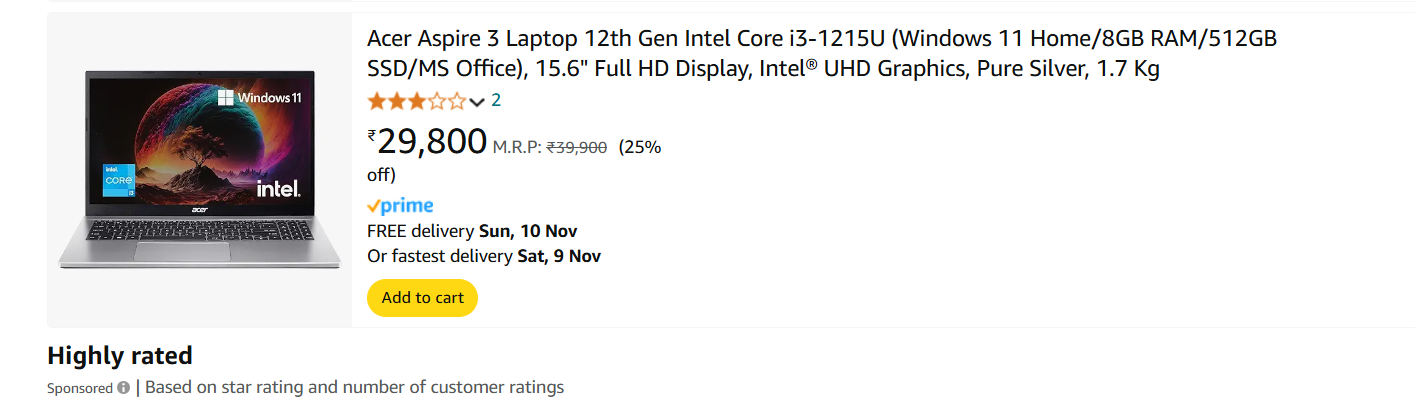 Acer Aspire 3 Laptop 12th Gen Intel Core i3-1215U (Windows 11 Home/8GB RAM/512GB
SSD/MS Office), 15.6" Full HD Display, Intel® UHD Graphics, Pure Silver, 1.7 Kg
2
₹29,800 M.R.P: ₹39,900 (25%
off)
prime
FREE delivery Sun, 10 Nov
Or fastest delivery Sat, 9 Nov
Add to cart
Windows 11
intel.
CORE
i3
intel.
acer
Highly rated
Sponsored | Based on star rating and number of customer ratings